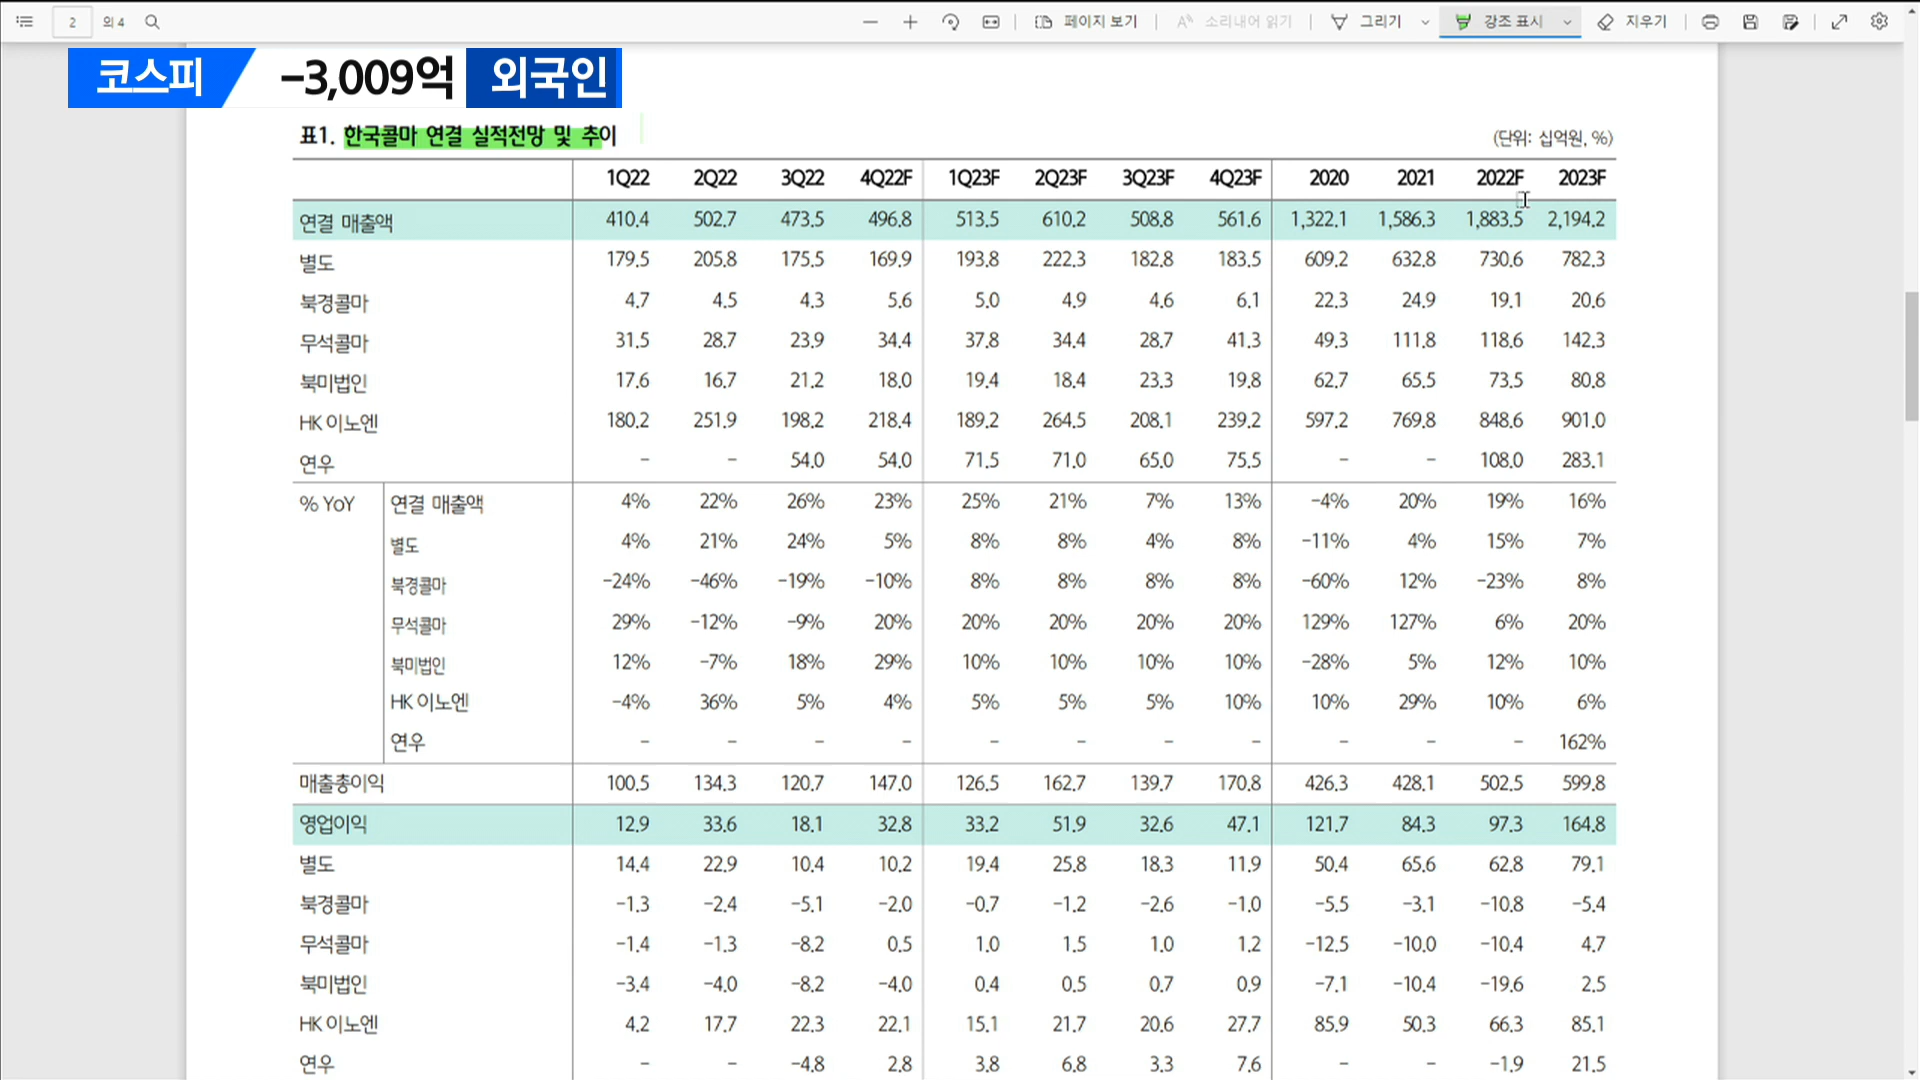 2 의 4 페이지 보기 소리내어 읽기 그리기 강조 표시 지우기
코스피 -3,009억 외국인
표1. 한국콜마 연결 실적전망 및 추이 (단위: 십억원, %)
1Q22 2Q22 3Q22 4Q22F 1Q23F 2Q23F 3Q23F 4Q23F 2020 2021 2022F 2023F
연결 매출액 410.4 502.7 473.5 496.8 513.5 610.2 508.8 561.6 1,322.1 1,586.3 1,883.5 2,194.2
별도 179.5 205.8 175.5 169.9 193.8 222.3 182.8 183.5 609.2 632.8 730.6 782.3
북경콜마 4.7 4.5 4.3 5.6 5.0 4.9 4.6 6.1 22.3 24.9 19.1 20.6
무석콜마 31.5 28.7 23.9 34.4 37.8 34.4 28.7 41.3 49.3 111.8 118.6 142.3
북미법인 17.6 16.7 21.2 18.0 19.4 18.4 23.3 19.8 62.7 65.5 73.5 80.8
HK 이노엔 180.2 251.9 198.2 218.4 189.2 264.5 208.1 239.2 597.2 769.8 848.6 901.0
연우 - - 54.0 54.0 71.5 71.0 65.0 75.5 - - 108.0 283.1
% YoY 연결 매출액 4% 22% 26% 23% 25% 21% 7% 13% -4% 20% 19% 16%
별도 4% 21% 24% 5% 8% 8% 4% 8% -11% 4% 15% 7%
북경콜마 -24% -46% -19% -10% 8% 8% 8% 8% -60% 12% -23% 8%
무석콜마 29% -12% -9% 20% 20% 20% 20% 20% 129% 127% 6% 20%
북미법인 12% -7% 18% 29% 10% 10% 10% 10% -28% 5% 12% 10%
HK 이노엔 -4% 36% 5% 4% 5% 5% 5% 10% 10% 29% 10% 6%
연우 - - - - - - - - - - - 162%
매출총이익 100.5 134.3 120.7 147.0 126.5 162.7 139.7 170.8 426.3 428.1 502.5 599.8
영업이익 12.9 33.6 18.1 32.8 33.2 51.9 32.6 47.1 121.7 84.3 97.3 164.8
별도 14.4 22.9 10.4 10.2 19.4 25.8 18.3 11.9 50.4 65.6 62.8 79.1
북경콜마 -1.3 -2.4 -5.1 -2.0 -0.7 -1.2 -2.6 -1.0 -5.5 -3.1 -10.8 -5.4
무석콜마 -1.4 -1.3 -8.2 0.5 1.0 1.5 1.0 1.2 -12.5 -10.0 -10.4 4.7
북미법인 -3.4 -4.0 -8.2 -4.0 0.4 0.5 0.7 0.9 -7.1 -10.4 -19.6 2.5
HK 이노엔 4.2 17.7 22.3 22.1 15.1 21.7 20.6 27.7 85.9 50.3 66.3 85.1
연우 - - -4.8 2.8 3.8 6.8 3.3 7.6 - - -1.9 21.5